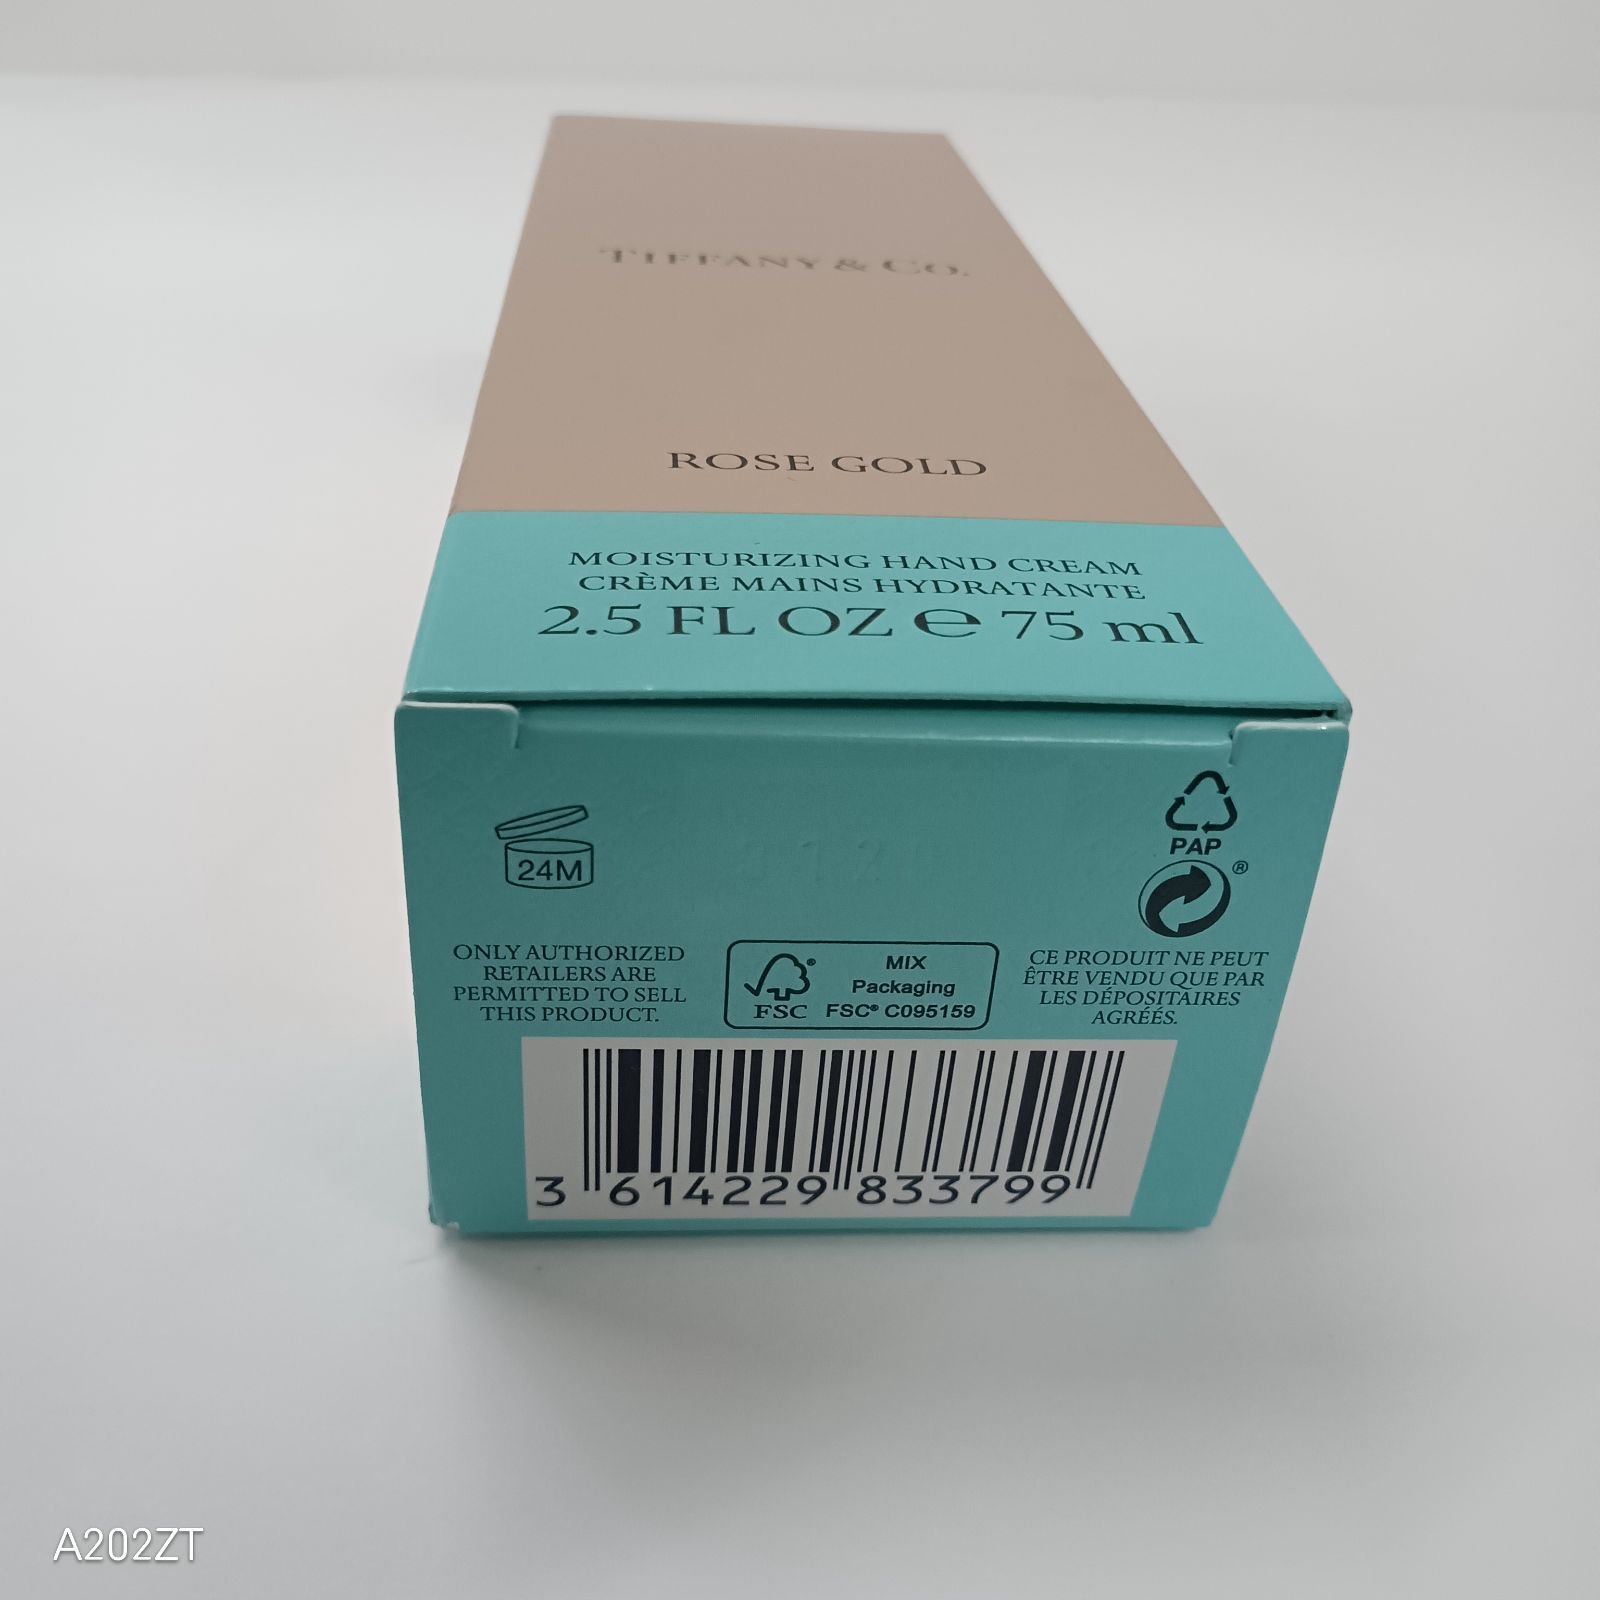 TIFFANY & CO.
ROSE GOLD
MOISTURIZING HAND CREAM
CRÈME MAINS HYDRATANTE
2.5 FL OZ ℮ 75 ml
24M
PAP
®
ONLY AUTHORIZED
RETAILERS ARE
PERMITTED TO SELL
THIS PRODUCT.
FSC®
MIX
Packaging
FSC® C095159
CE PRODUIT NE PEUT
ÊTRE VENDU QUE PAR
LES DÉPOSITAIRES
AGRÉÉS.
3 614229 833799
A202ZT